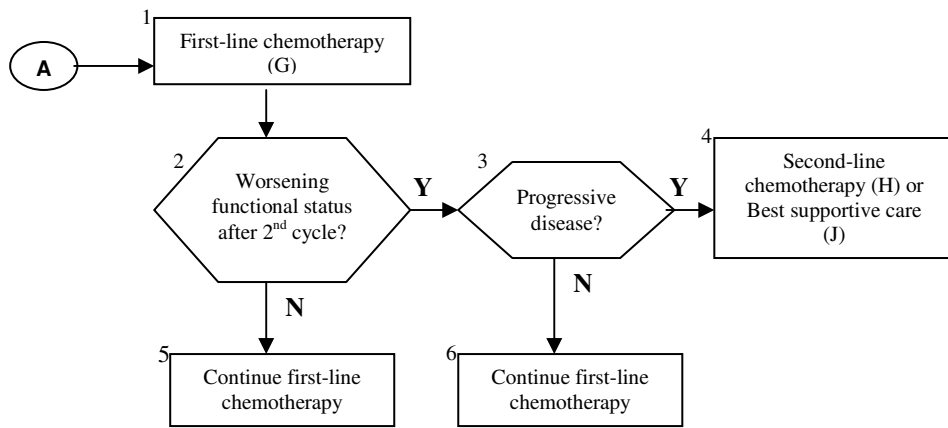 1
First-line chemotherapy
(G)
A
2
Worsening
functional status
after 2nd cycle?
Y
3
Progressive
disease?
Y
4
Second-line
chemotherapy (H) or
Best supportive care
(J)
N
N
5
Continue first-line
chemotherapy
6
Continue first-line
chemotherapy